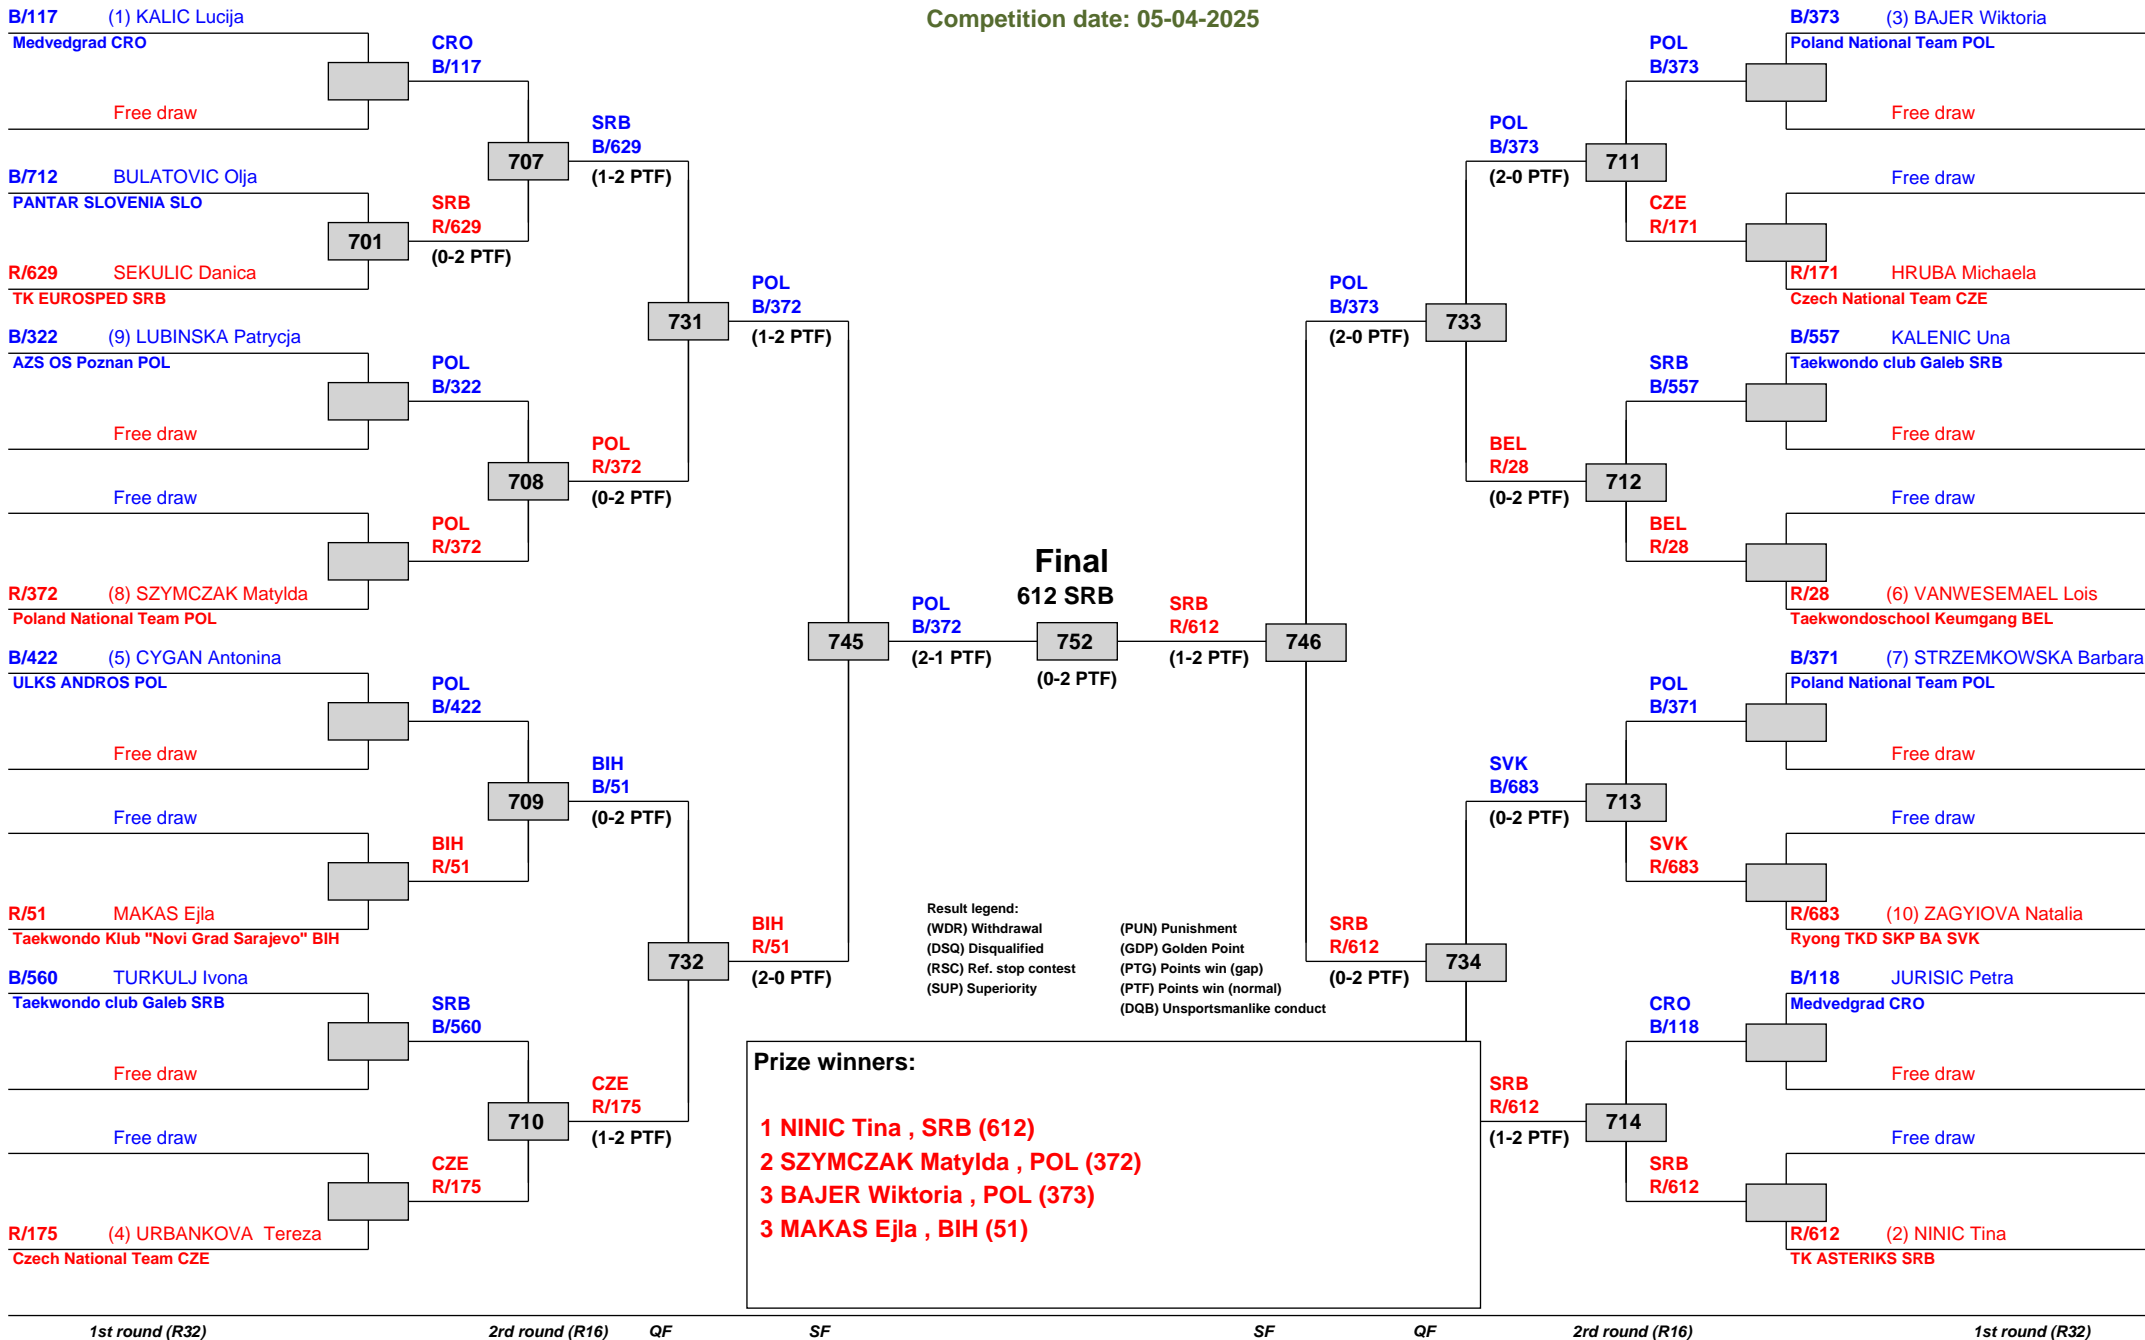 Competition date: 05-04-2025
B/117 (1) KALIC Lucija
Medvedgrad CRO
Free draw
B/712 BULATOVIC Olja
PANTAR SLOVENIA SLO
R/629 SEKULIC Danica
TK EUROSPED SRB
B/322 (9) LUBINSKA Patrycja
AZS OS Poznan POL
Free draw
Free draw
R/372 (8) SZYMCZAK Matylda
Poland National Team POL
B/422 (5) CYGAN Antonina
ULKS ANDROS POL
Free draw
Free draw
R/51 MAKAS Ejla
Taekwondo Klub "Novi Grad Sarajevo" BIH
B/560 TURKULJ Ivona
Taekwondo club Galeb SRB
Free draw
Free draw
R/175 (4) URBANKOVA Tereza
Czech National Team CZE
CRO
B/117
701
SRB
R/629
(0-2 PTF)
POL
B/322
POL
R/372
POL
B/422
BIH
R/51
SRB
B/560
CZE
R/175
707
SRB
B/629
(1-2 PTF)
708
POL
R/372
(0-2 PTF)
709
BIH
B/51
(0-2 PTF)
710
CZE
R/175
(1-2 PTF)
731
POL
B/372
(1-2 PTF)
732
BIH
R/51
(2-0 PTF)
745
POL
B/372
(2-1 PTF)
Final
612 SRB
752
(0-2 PTF)
SRB
R/612
(1-2 PTF)
746
POL
B/373
(2-0 PTF)
733
SRB
R/612
(0-2 PTF)
734
POL
B/373
(2-0 PTF)
711
BEL
R/28
(0-2 PTF)
712
SVK
B/683
(0-2 PTF)
713
SRB
R/612
(1-2 PTF)
714
POL
B/373
CZE
R/171
SRB
B/557
BEL
R/28
POL
B/371
SVK
R/683
CRO
B/118
SRB
R/612
B/373 (3) BAJER Wiktoria
Poland National Team POL
Free draw
Free draw
R/171 HRUBA Michaela
Czech National Team CZE
B/557 KALENIC Una
Taekwondo club Galeb SRB
Free draw
Free draw
R/28 (6) VANWESEMAEL Lois
Taekwondoschool Keumgang BEL
B/371 (7) STRZEMKOWSKA Barbara
Poland National Team POL
Free draw
Free draw
R/683 (10) ZAGYIOVA Natalia
Ryong TKD SKP BA SVK
B/118 JURISIC Petra
Medvedgrad CRO
Free draw
Free draw
R/612 (2) NINIC Tina
TK ASTERIKS SRB
Result legend:
(WDR) Withdrawal (PUN) Punishment
(DSQ) Disqualified (GDP) Golden Point
(RSC) Ref. stop contest (PTG) Points win (gap)
(SUP) Superiority (PTF) Points win (normal)
(DQB) Unsportsmanlike conduct
Prize winners:
1 NINIC Tina , SRB (612)
2 SZYMCZAK Matylda , POL (372)
3 BAJER Wiktoria , POL (373)
3 MAKAS Ejla , BIH (51)
1st round (R32) 2rd round (R16) QF SF SF QF 2rd round (R16) 1st round (R32)